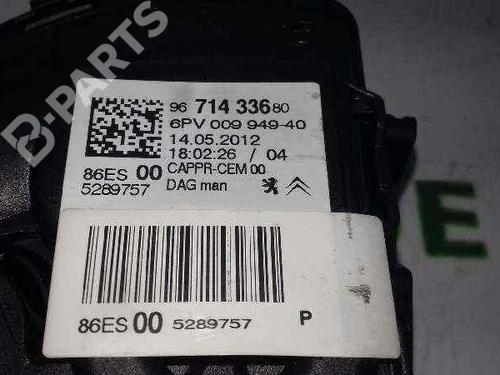 B-PARTS
96 714 336 80
6PV 009 949-40
14.05.2012
18:02:26 / 04
86ES 00 CAPPR-CEM 00
5289757 DAG man
86ES 00 5289757 P